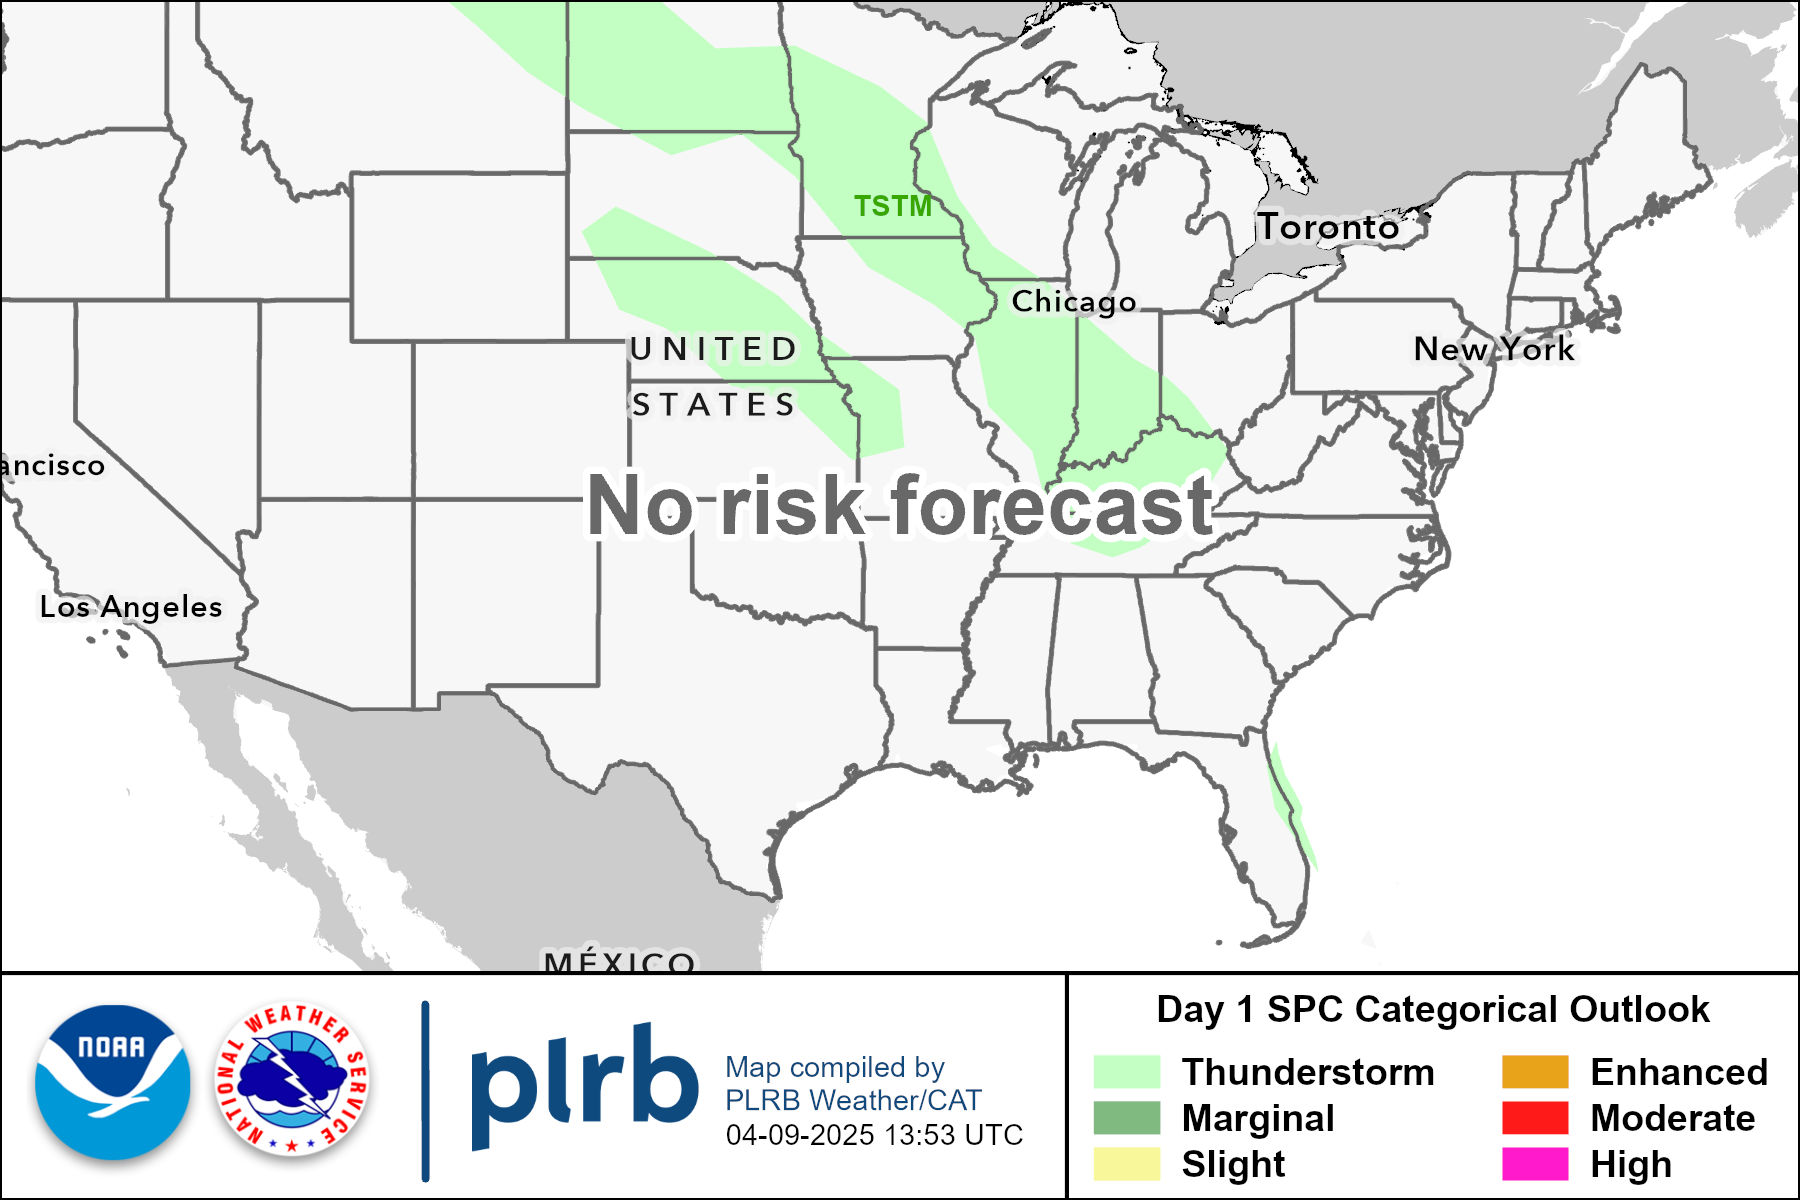 TSTM
Toronto
Chicago
UNITED
New York
STATES
ancisco
No risk forecast
Los Angeles
MÉXICO
NOAA
NATIONAL WEATHER SERVICE
plrb
Map compiled by
PLRB Weather/CAT
04-09-2025 13:53 UTC
Day 1 SPC Categorical Outlook
Thunderstorm
Enhanced
Marginal
Moderate
Slight
High